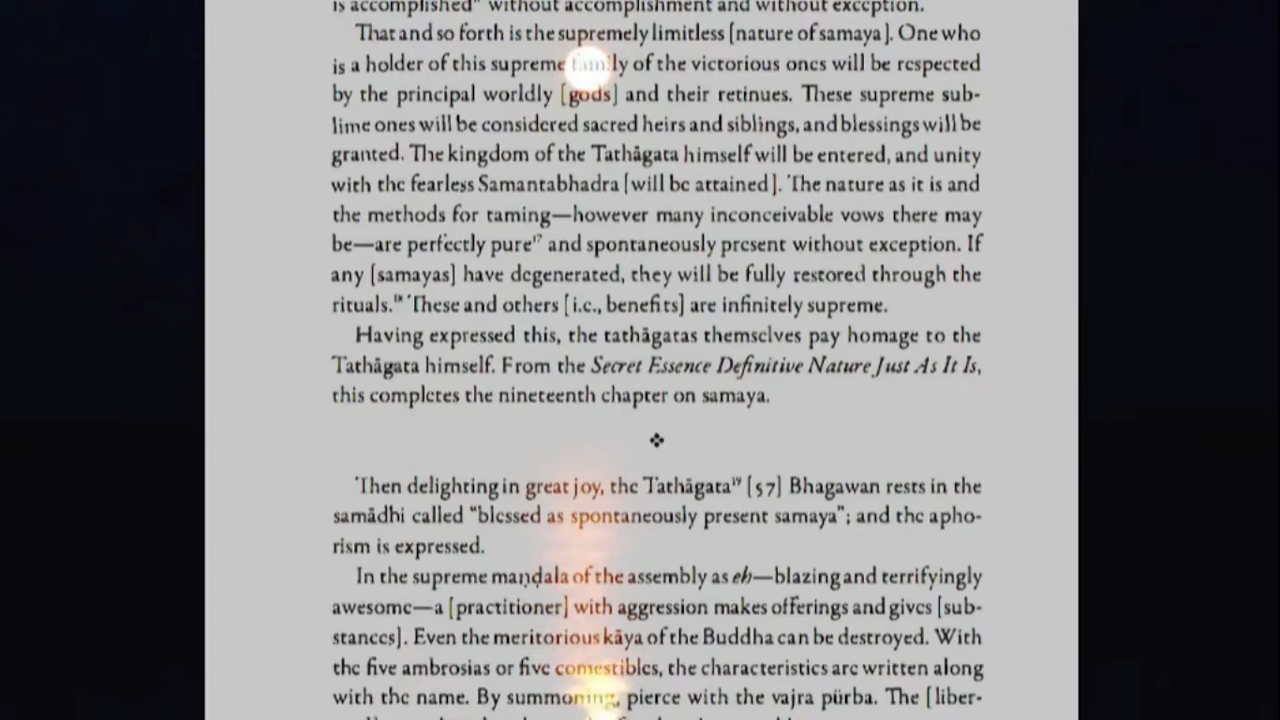 is accomplished" without accomplishment and without exception.
That and so forth is the supremely limitless [nature of samaya]. One who
is a holder of this supreme family of the victorious ones will be respected
by the principal worldly [gods] and their retinues. These supreme sub-
lime ones will be considered sacred heirs and siblings, and blessings will be
granted. The kingdom of the Tathāgata himself will be entered, and unity
with the fearless Samantabhadra [will be attained]. The nature as it is and
the methods for taming—however many inconceivable vows there may
be—are perfectly pure¹⁷ and spontaneously present without exception. If
any [samayas] have degenerated, they will be fully restored through the
rituals.¹⁸ These and others [i.e., benefits] are infinitely supreme.
Having expressed this, the tathāgatas themselves pay homage to the
Tathāgata himself. From the Secret Essence Definitive Nature Just As It Is,
this completes the nineteenth chapter on samaya.
Then delighting in great joy, the Tathāgata¹⁹ [57] Bhagawan rests in the
samādhi called "blessed as spontaneously present samaya"; and the apho-
rism is expressed.
In the supreme maṇḍala of the assembly as eh—blazing and terrifyingly
awesome—a [practitioner] with aggression makes offerings and gives [sub-
stances]. Even the meritorious kāya of the Buddha can be destroyed. With
the five ambrosias or five comestibles, the characteristics are written along
with the name. By summoning, pierce with the vajra pūrba. The [liber-